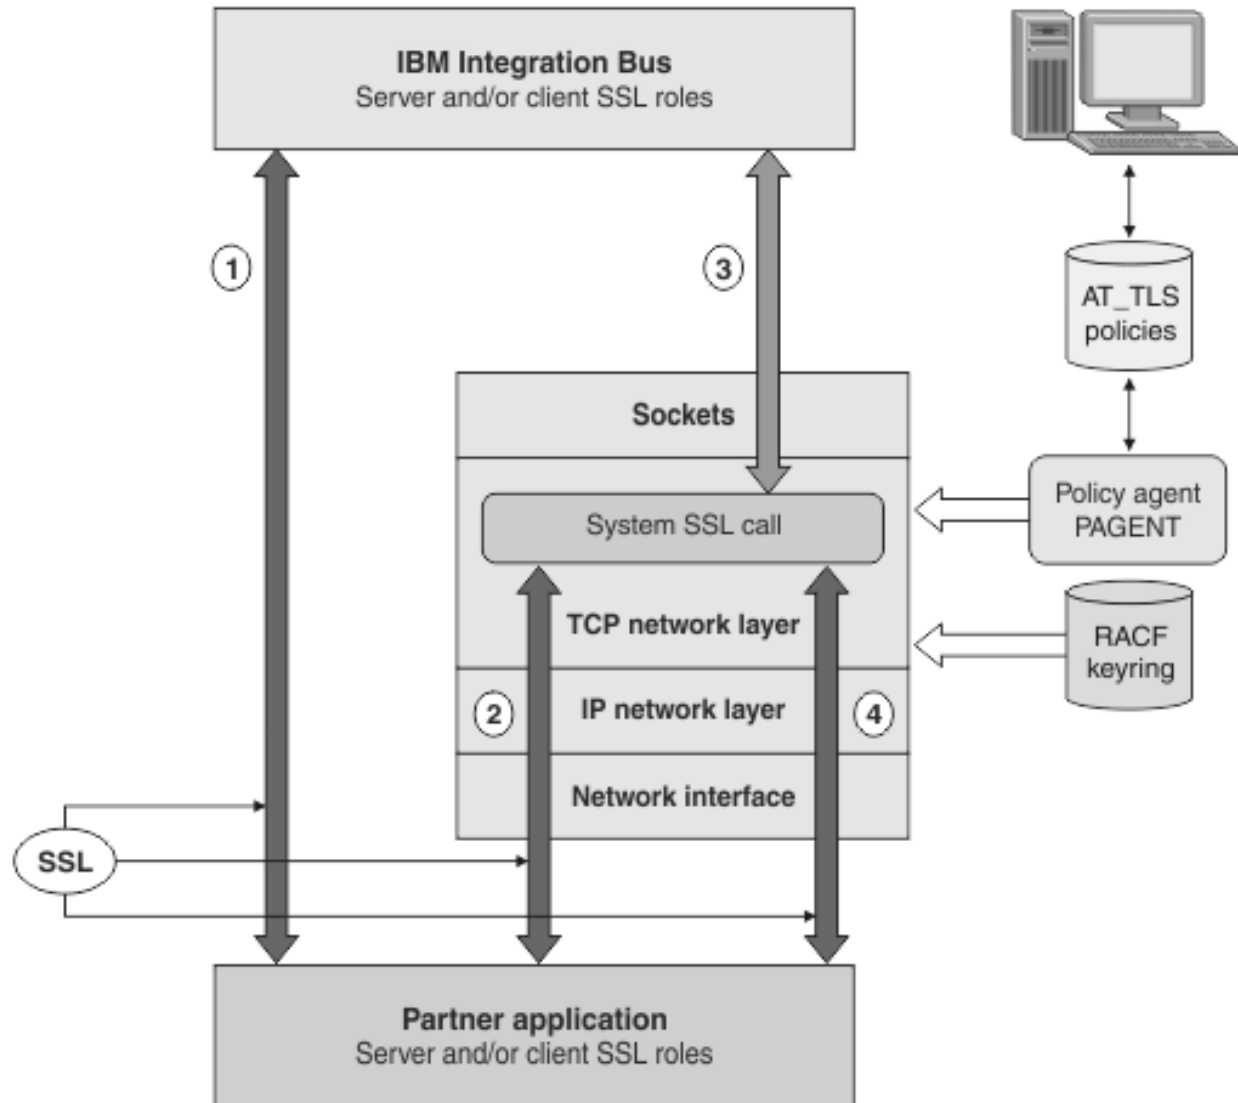 IBM Integration Bus
Server and/or client SSL roles
1
3
AT_TLS
policies
Sockets
System SSL call
Policy agent
PAGENT
TCP network layer
RACF
keyring
2
IP network layer
4
Network interface
SSL
Partner application
Server and/or client SSL roles